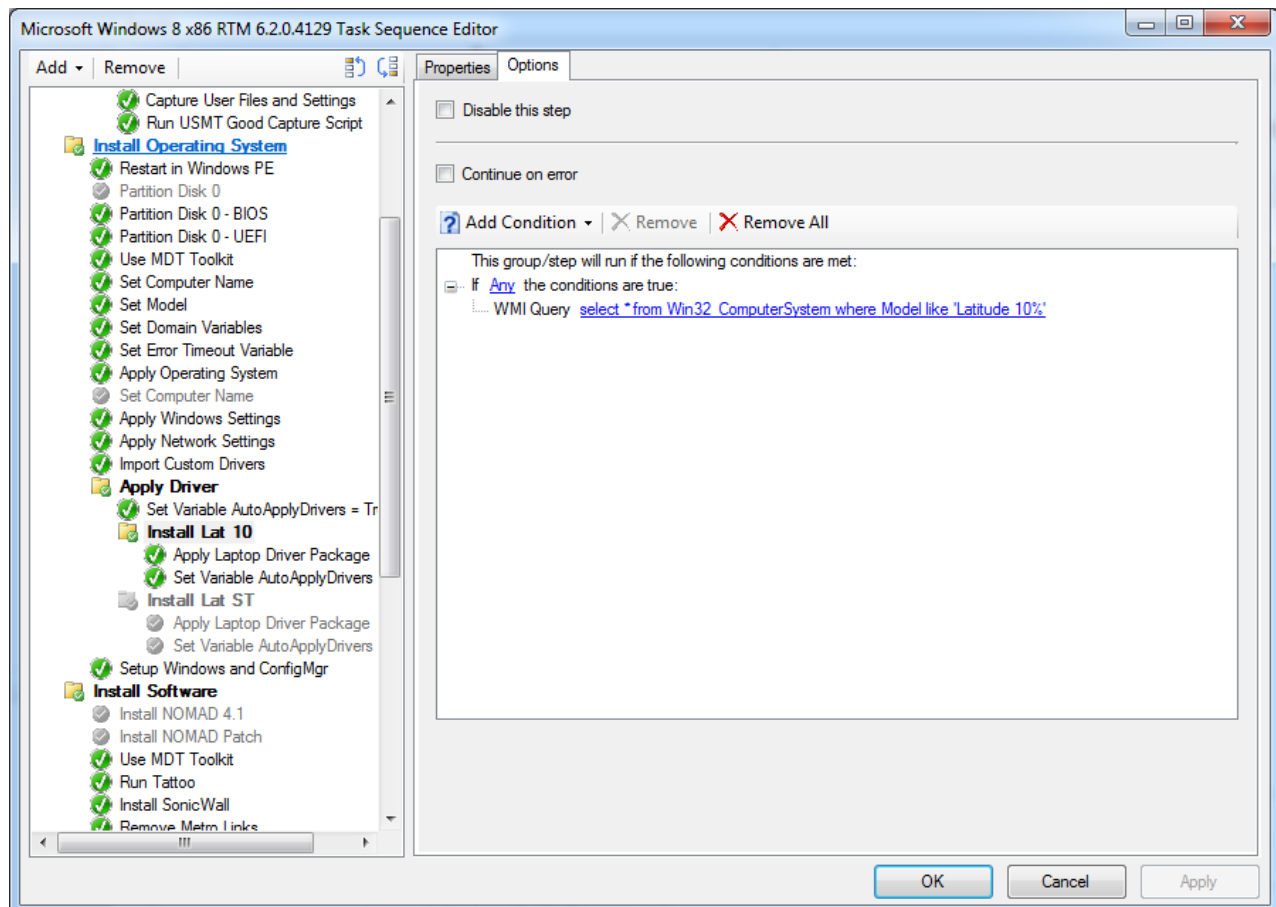 Microsoft Windows 8 x86 RTM 6.2.0.4129 Task Sequence Editor
Add Remove
Capture User Files and Settings
Run USMT Good Capture Script
Install Operating System
Restart in Windows PE
Partition Disk 0
Partition Disk 0 - BIOS
Partition Disk 0 - UEFI
Use MDT Toolkit
Set Computer Name
Set Model
Set Domain Variables
Set Error Timeout Variable
Apply Operating System
Set Computer Name
Apply Windows Settings
Apply Network Settings
Import Custom Drivers
Apply Driver
Set Variable AutoApplyDrivers = Tr
Install Lat 10
Apply Laptop Driver Package
Set Variable AutoApplyDrivers
Install Lat ST
Apply Laptop Driver Package
Set Variable AutoApplyDrivers
Setup Windows and ConfigMgr
Install Software
Install NOMAD 4.1
Install NOMAD Patch
Use MDT Toolkit
Run Tattoo
Install SonicWall
Remove Metro Links
Properties Options
Disable this step
Continue on error
Add Condition Remove Remove All
This group/step will run if the following conditions are met:
If Any the conditions are true:
WMI Query select * from Win32_ComputerSystem where Model like 'Latitude 10%'
OK Cancel Apply